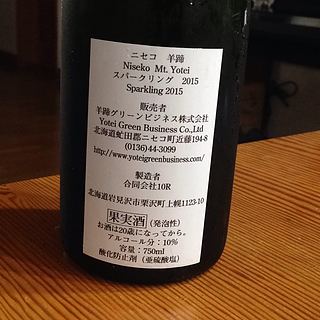 ニセコ　羊蹄
Niseko Mt. Yotei
スパークリング　2015
Sparkling 2015
販売者
羊蹄グリーンビジネス株式会社
Yotei Green Business Co.,Ltd
北海道虻田郡ニセコ町近藤194-8
(0136)44-3099
http://www.yoteigreenbusiness.com/
製造者
合同会社10R
北海道岩見沢市栗沢町上幌1123-10
果実酒（発泡性）
お酒は20歳になってから。
アルコール分：10%
容量：750ml
酸化防止剤（亜硫酸塩）